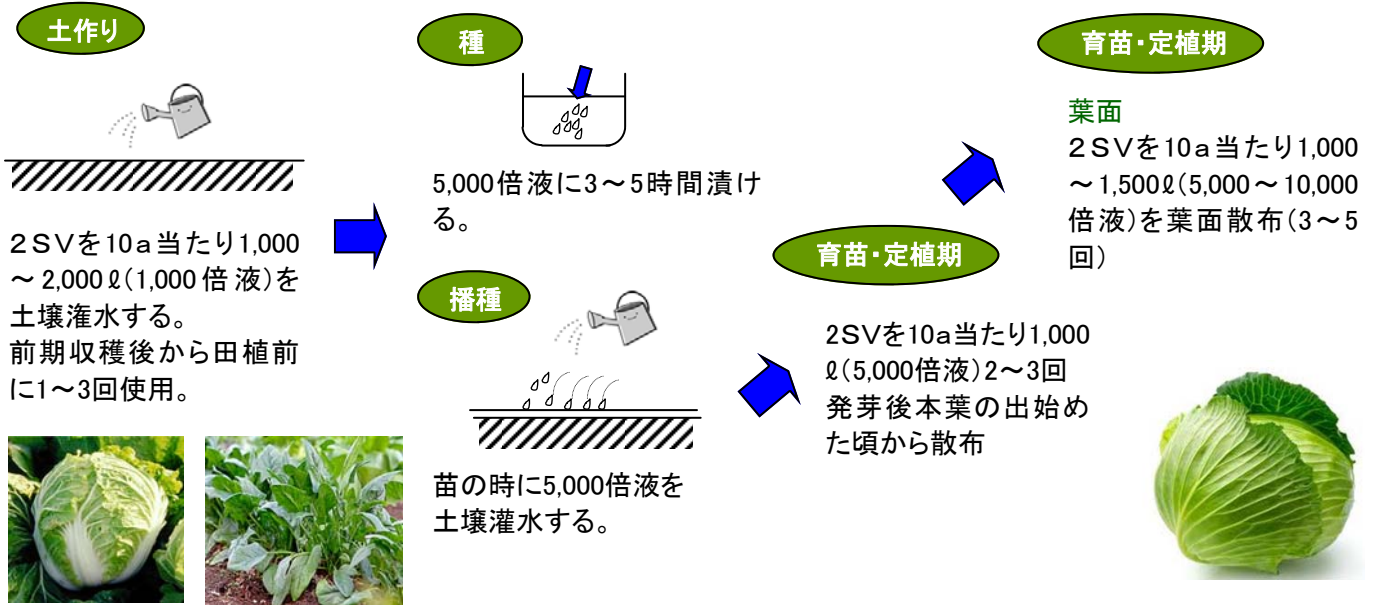 土作り
2SVを10a当たり1,000
～2,000ℓ(1,000倍液)を
土壌潅水する。
前期収穫後から田植前
に1～3回使用。
種
5,000倍液に3～5時間漬け
る。
播種
苗の時に5,000倍液を
土壌灌水する。
育苗・定植期
2SVを10a当たり1,000
ℓ(5,000倍液)2～3回
発芽後本葉の出始め
た頃から散布
育苗・定植期
葉面
2SVを10a当たり1,000
～1,500ℓ(5,000～10,000
倍液)を葉面散布(3～5
回)